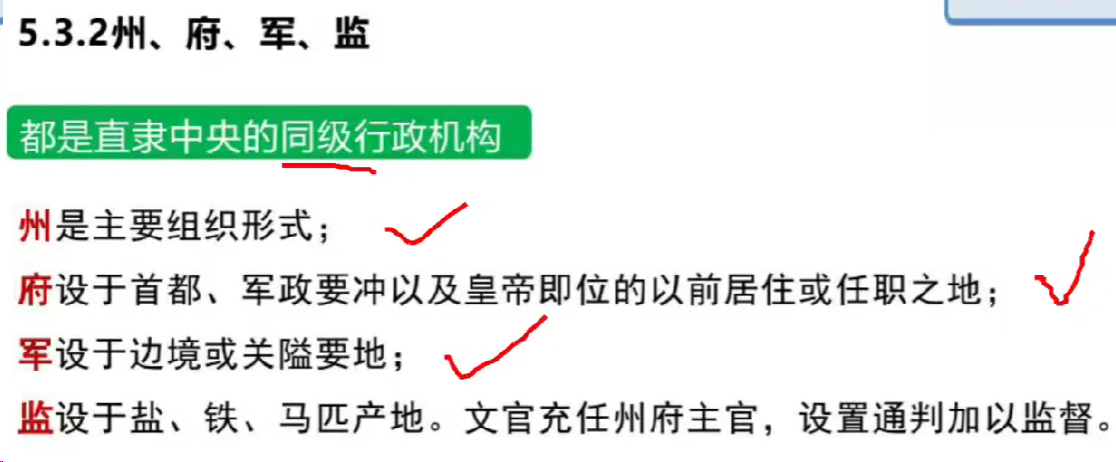 5.3.2州、府、军、监
都是直隶中央的同级行政机构
州是主要组织形式；
府设于首都、军政要冲以及皇帝即位的以前居住或任职之地；
军设于边境或关隘要地；
监设于盐、铁、马匹产地。文官充任州府主官，设置通判加以监督。